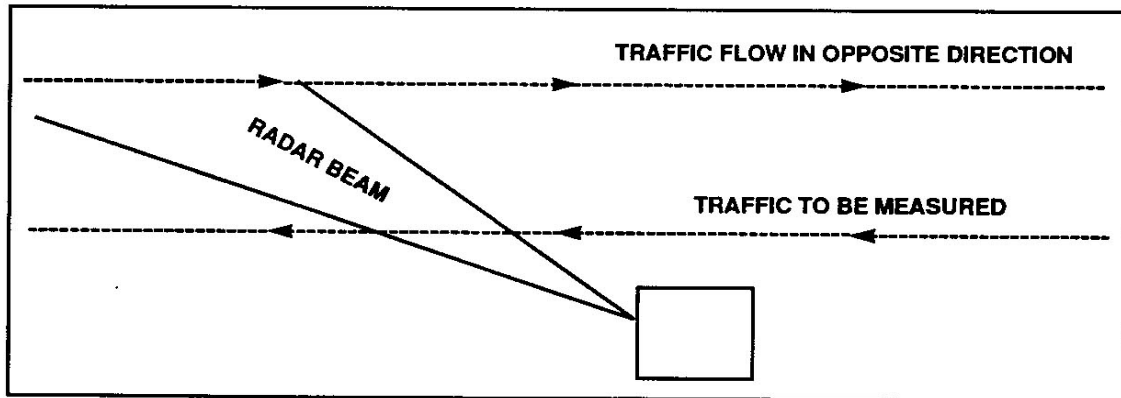 TRAFFIC FLOW IN OPPOSITE DIRECTION
RADAR BEAM
TRAFFIC TO BE MEASURED